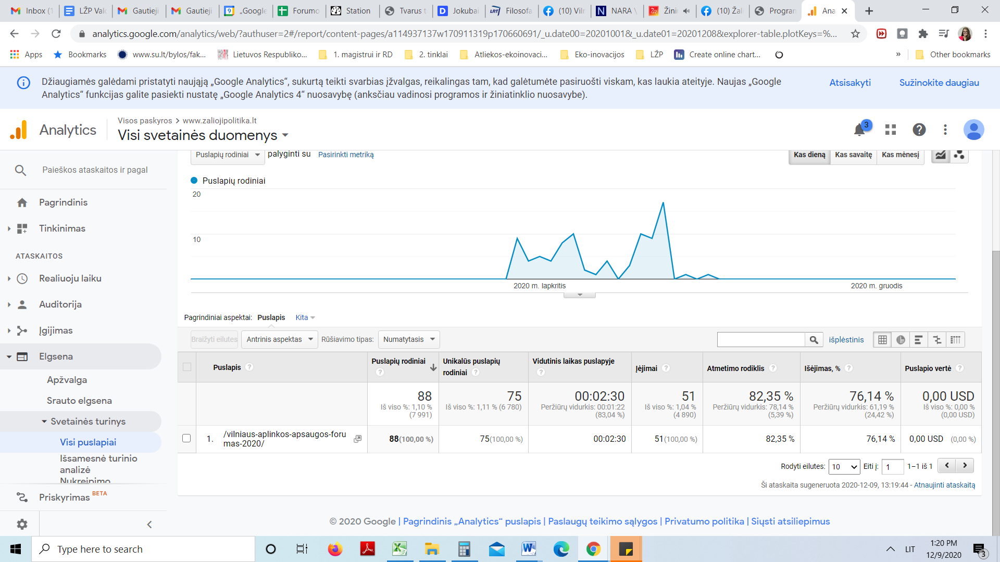 Inbox (1
LŽP Valc
Gautieji
Gautieji
„Google
Forumo
Station
Tvarus t
Jokubai
Filosofa
(10) Viln
NARA \
Žini
(10) Žal
Program
Ana
analytics.google.com/analytics/web/?authuser=2#/report/content-pages/a114937137w170911319p170660691/_u.date00=20201001&_u.date01=20201208&explorer-table.plotKeys=%...
Apps
Bookmarks
www.su.lt/bylos/fak...
Lietuvos Respubliko...
1. magistrui ir RD
2. tinklai
Atliekos-ekoinovaci...
Eko-inovacijos
LŽP
Create online chart...
»
Other bookmarks
Džiaugiamės galėdami pristatyti naująją „Google Analytics“, sukurtą teikti svarbias įžvalgas, reikalingas tam, kad galėtumėte pasiruošti viskam, kas laukia ateityje. Naujas „Google
Analytics“ funkcijas galite pasiekti nustatę „Google Analytics 4“ nuosavybę (anksčiau vadinosi programos ir žiniatinklio nuosavybe).
Atsisakyti
Sužinokite daugiau
Analytics
Visos paskyros > www.zaliojipolitika.lt
Visi svetainės duomenys
3
Paieškos ataskaitos ir pagal
Pagrindinis
Tinkinimas
ATASKAITOS
Realiuoju laiku
Auditorija
Įgijimas
Elgsena
Apžvalga
Srauto elgsena
Svetainės turinys
Visi puslapiai
Išsamesnė turinio
analizė
Nukreipimo
Priskyrimas BETA
Puslapių rodiniai palyginti su Pasirinkti metriką
Kas dieną Kas savaitę Kas mėnesį
Puslapių rodiniai
20
10
2020 m. lapkritis
2020 m. gruodis
Pagrindiniai aspektai: Puslapis Kita
Braižyti eilutes Antrinis aspektas Rūšiavimo tipas: Numatytasis
išplėstinis
Puslapis ?
Puslapių rodiniai ?
Unikalūs puslapių
rodiniai ?
Vidutinis laikas puslapyje ?
Įėjimai ?
Atmetimo rodiklis ?
Išėjimas, % ?
Puslapio vertė ?
88
Iš viso %: 1,10 %
(7 991)
75
Iš viso %: 1,11 % (6 780)
00:02:30
Peržiūrų vidurkis: 00:01:22
(83,04 %)
51
Iš viso %: 1,04 %
(4 890)
82,35 %
Peržiūrų vidurkis: 78,14 %
(5,39 %)
76,14 %
Peržiūrų vidurkis: 61,19 %
(24,42 %)
0,00 USD
Iš viso %: 0,00 %
(0,00 USD)
1.
/vilniaus-aplinkos-apsaugos-foru
mas-2020/
88(100,00 %)
75(100,00 %)
00:02:30
51(100,00 %)
82,35 %
76,14 %
0,00 USD (0,00 %)
Rodyti eilutes: 10 Eiti į: 1 1–1 iš 1
Ši ataskaita sugeneruota 2020-12-09, 13:19:44 - Atnaujinti ataskaitą
© 2020 Google | Pagrindinis „Analytics“ puslapis | Paslaugų teikimo sąlygos | Privatumo politika | Siųsti atsiliepimus
Type here to search
LIT
1:20 PM
12/9/2020
3